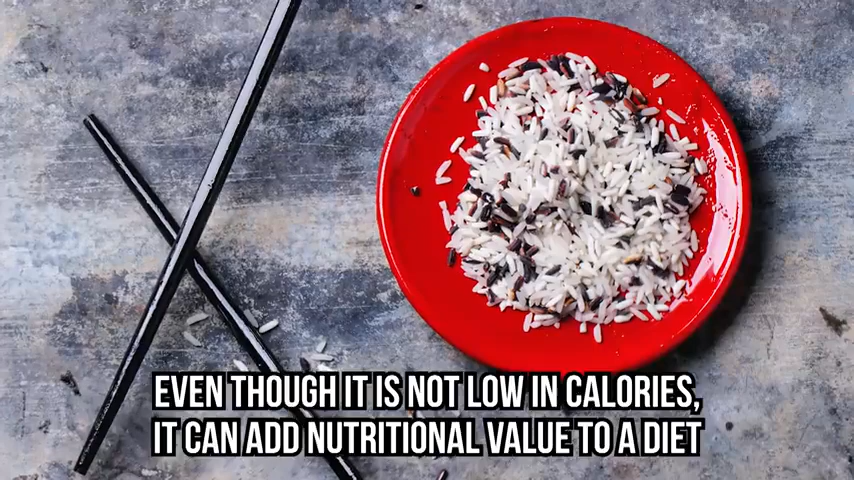 EVEN THOUGH IT IS NOT LOW IN CALORIES,
IT CAN ADD NUTRITIONAL VALUE TO A DIET